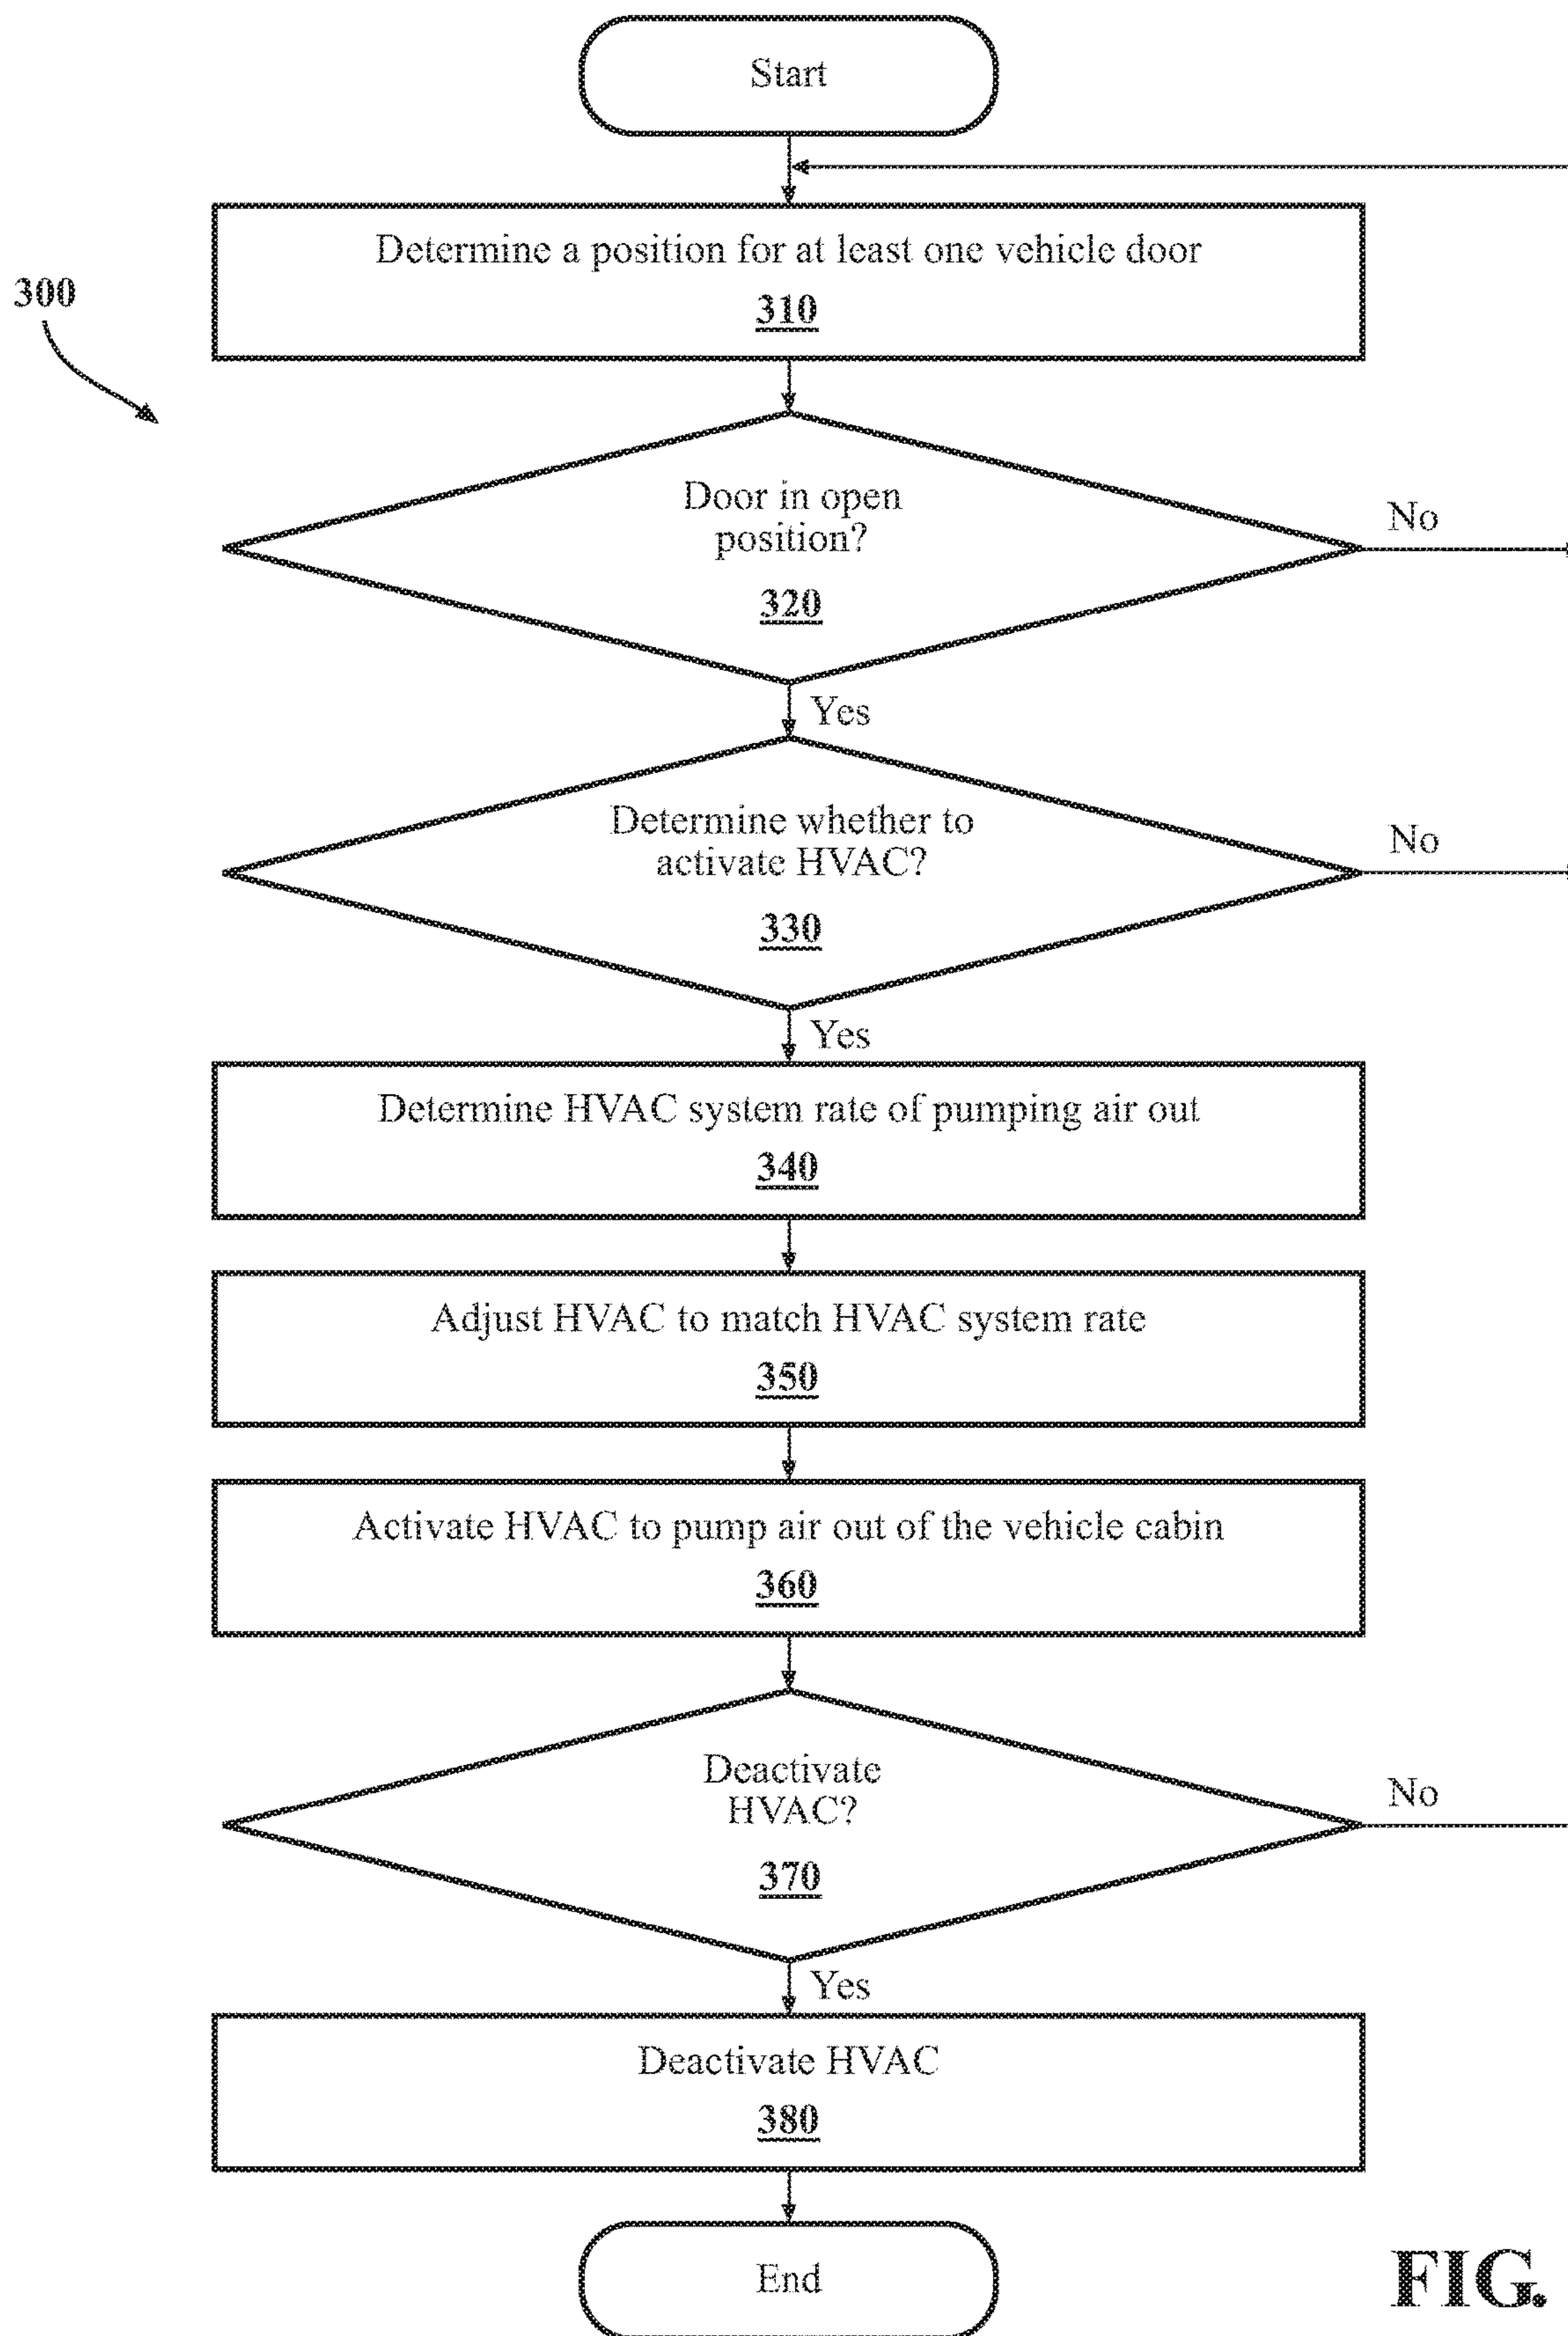 Start
Determine a position for at least one vehicle door
310
300
Door in open
position?
No
320
Yes
Determine whether to
activate HVAC?
No
330
Yes
Determine HVAC system rate of pumping air out
340
Adjust HVAC to match HVAC system rate
350
Activate HVAC to pump air out of the vehicle cabin
360
Deactivate
HVAC?
No
370
Yes
Deactivate HVAC
380
End
FIG.